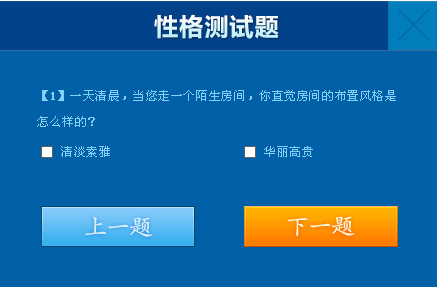 性格测试题
【1】一天清晨，当您走一个陌生房间，你直觉房间的布置风格是
怎么样的？
清淡素雅 华丽高贵
上一题 下一题